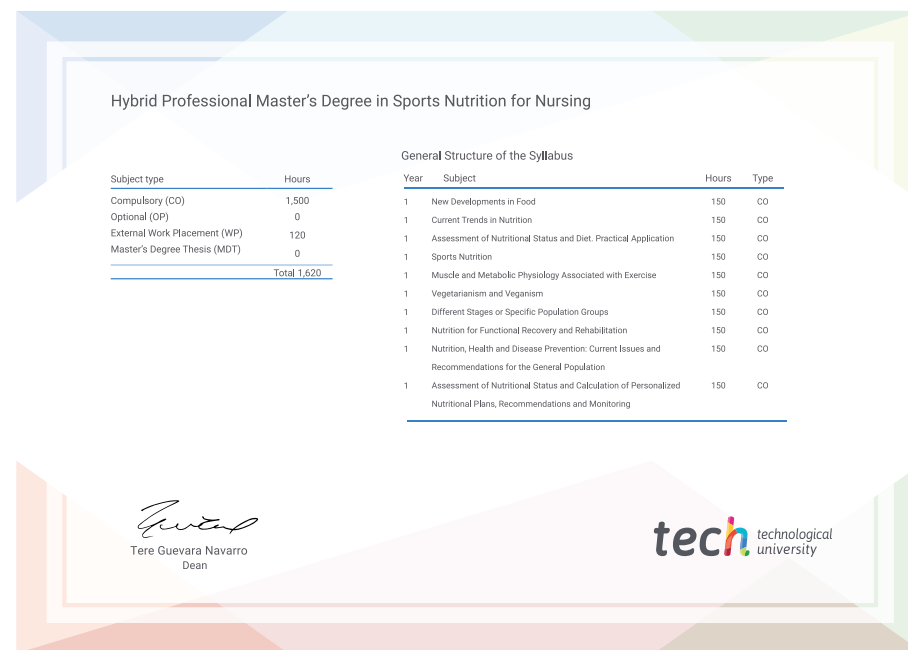 Hybrid Professional Master's Degree in Sports Nutrition for Nursing
Subject type Hours
Compulsory (CO) 1,500
Optional (OP) 0
External Work Placement (WP) 120
Master's Degree Thesis (MDT) 0
Total 1,620
General Structure of the Syllabus
Year Subject Hours Type
1 New Developments in Food 150 CO
1 Current Trends in Nutrition 150 CO
1 Assessment of Nutritional Status and Diet. Practical Application 150 CO
1 Sports Nutrition 150 CO
1 Muscle and Metabolic Physiology Associated with Exercise 150 CO
1 Vegetarianism and Veganism 150 CO
1 Different Stages or Specific Population Groups 150 CO
1 Nutrition for Functional Recovery and Rehabilitation 150 CO
1 Nutrition, Health and Disease Prevention: Current Issues and 150 CO
Recommendations for the General Population
1 Assessment of Nutritional Status and Calculation of Personalized 150 CO
Nutritional Plans, Recommendations and Monitoring
Tere Guevara Navarro
Dean
tech technological
university